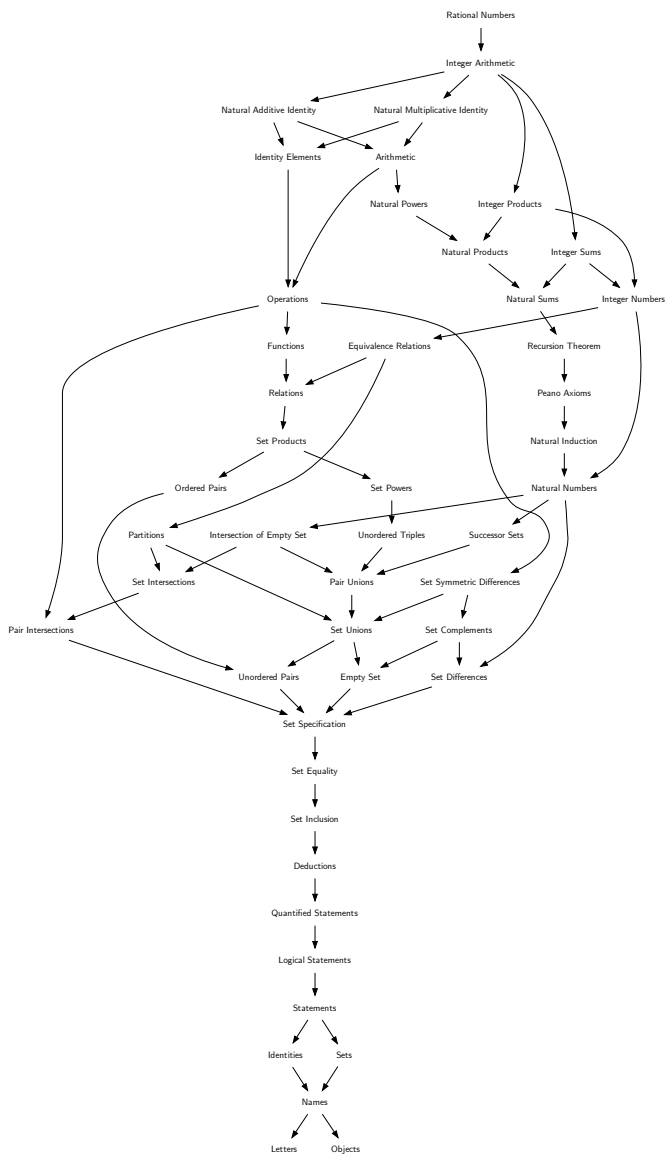 Rational Numbers
Integer Arithmetic
Natural Additive Identity
Natural Multiplicative Identity
Identity Elements
Arithmetic
Natural Powers
Integer Products
Natural Products
Integer Sums
Operations
Natural Sums
Integer Numbers
Functions
Equivalence Relations
Recursion Theorem
Relations
Peano Axioms
Set Products
Natural Induction
Ordered Pairs
Set Powers
Natural Numbers
Partitions
Intersection of Empty Set
Unordered Triples
Successor Sets
Set Intersections
Pair Unions
Set Symmetric Differences
Pair Intersections
Set Unions
Set Complements
Unordered Pairs
Empty Set
Set Differences
Set Specification
Set Equality
Set Inclusion
Deductions
Quantified Statements
Logical Statements
Statements
Identities
Sets
Names
Letters
Objects